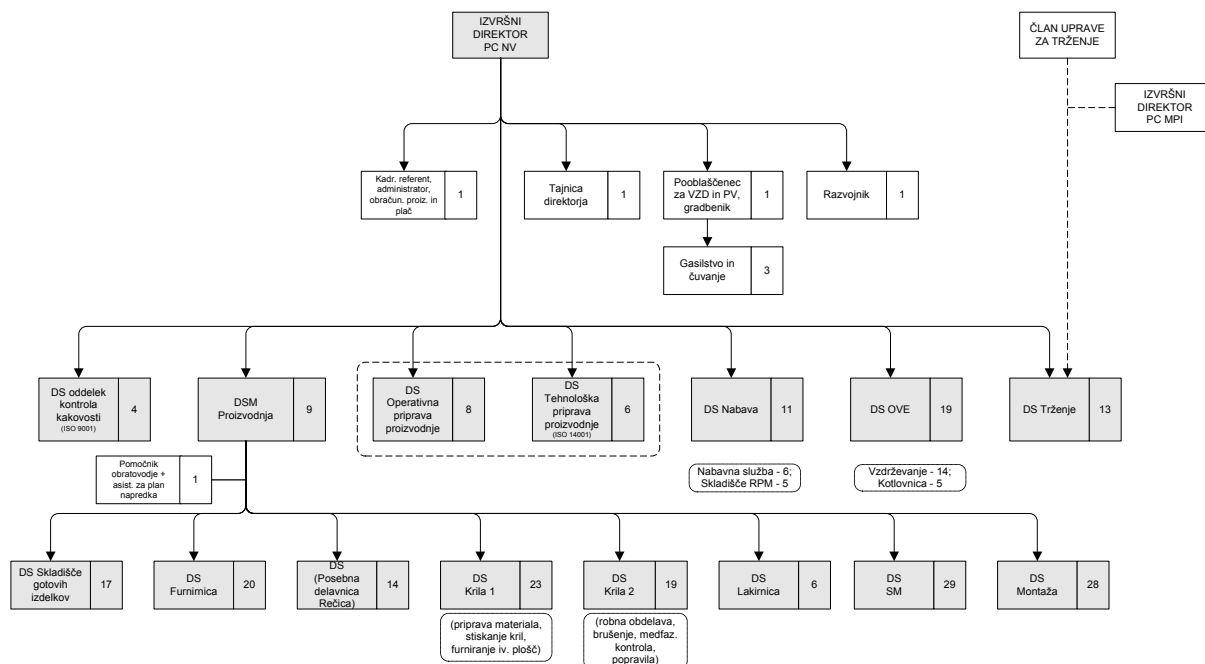 IZVRŠNI
DIREKTOR
PC NV
ČLAN UPRAVE
ZA TRŽENJE
IZVRŠNI
DIREKTOR
PC MPI
Kadr. referent,
administrator,
obračun. proiz. in
plač
1
Tajnica
direktorja
1
Pooblaščenec
za VZD in PV,
gradbenik
1
Razvojnik
1
Gasilstvo in
čuvanje
3
DS oddelek
kontrola
kakovosti
(ISO 9001)
4
DSM
Proizvodnja
9
DS
Operativna
priprava
proizvodnje
8
DS
Tehnološka
priprava
proizvodnje
(ISO 14001)
6
DS Nabava
11
DS OVE
19
DS Trženje
13
Pomočnik
obratovodje +
asist. za plan
napredka
1
Nabavna služba - 6;
Skladišče RPM - 5
Vzdrževanje - 14;
Kotlovnica - 5
DS Skladišče
gotovih
izdelkov
17
DS
Furnirnica
20
DS
(Posebna
delavnica
Rečica)
14
DS
Krila 1
23
DS
Krila 2
19
DS
Lakirnica
6
DS
SM
29
DS
Montaža
28
(priprava materiala,
stiskanje kril,
furniranje iv. plošč)
(robna obdelava,
brušenje, medfaz.
kontrola,
popravila)